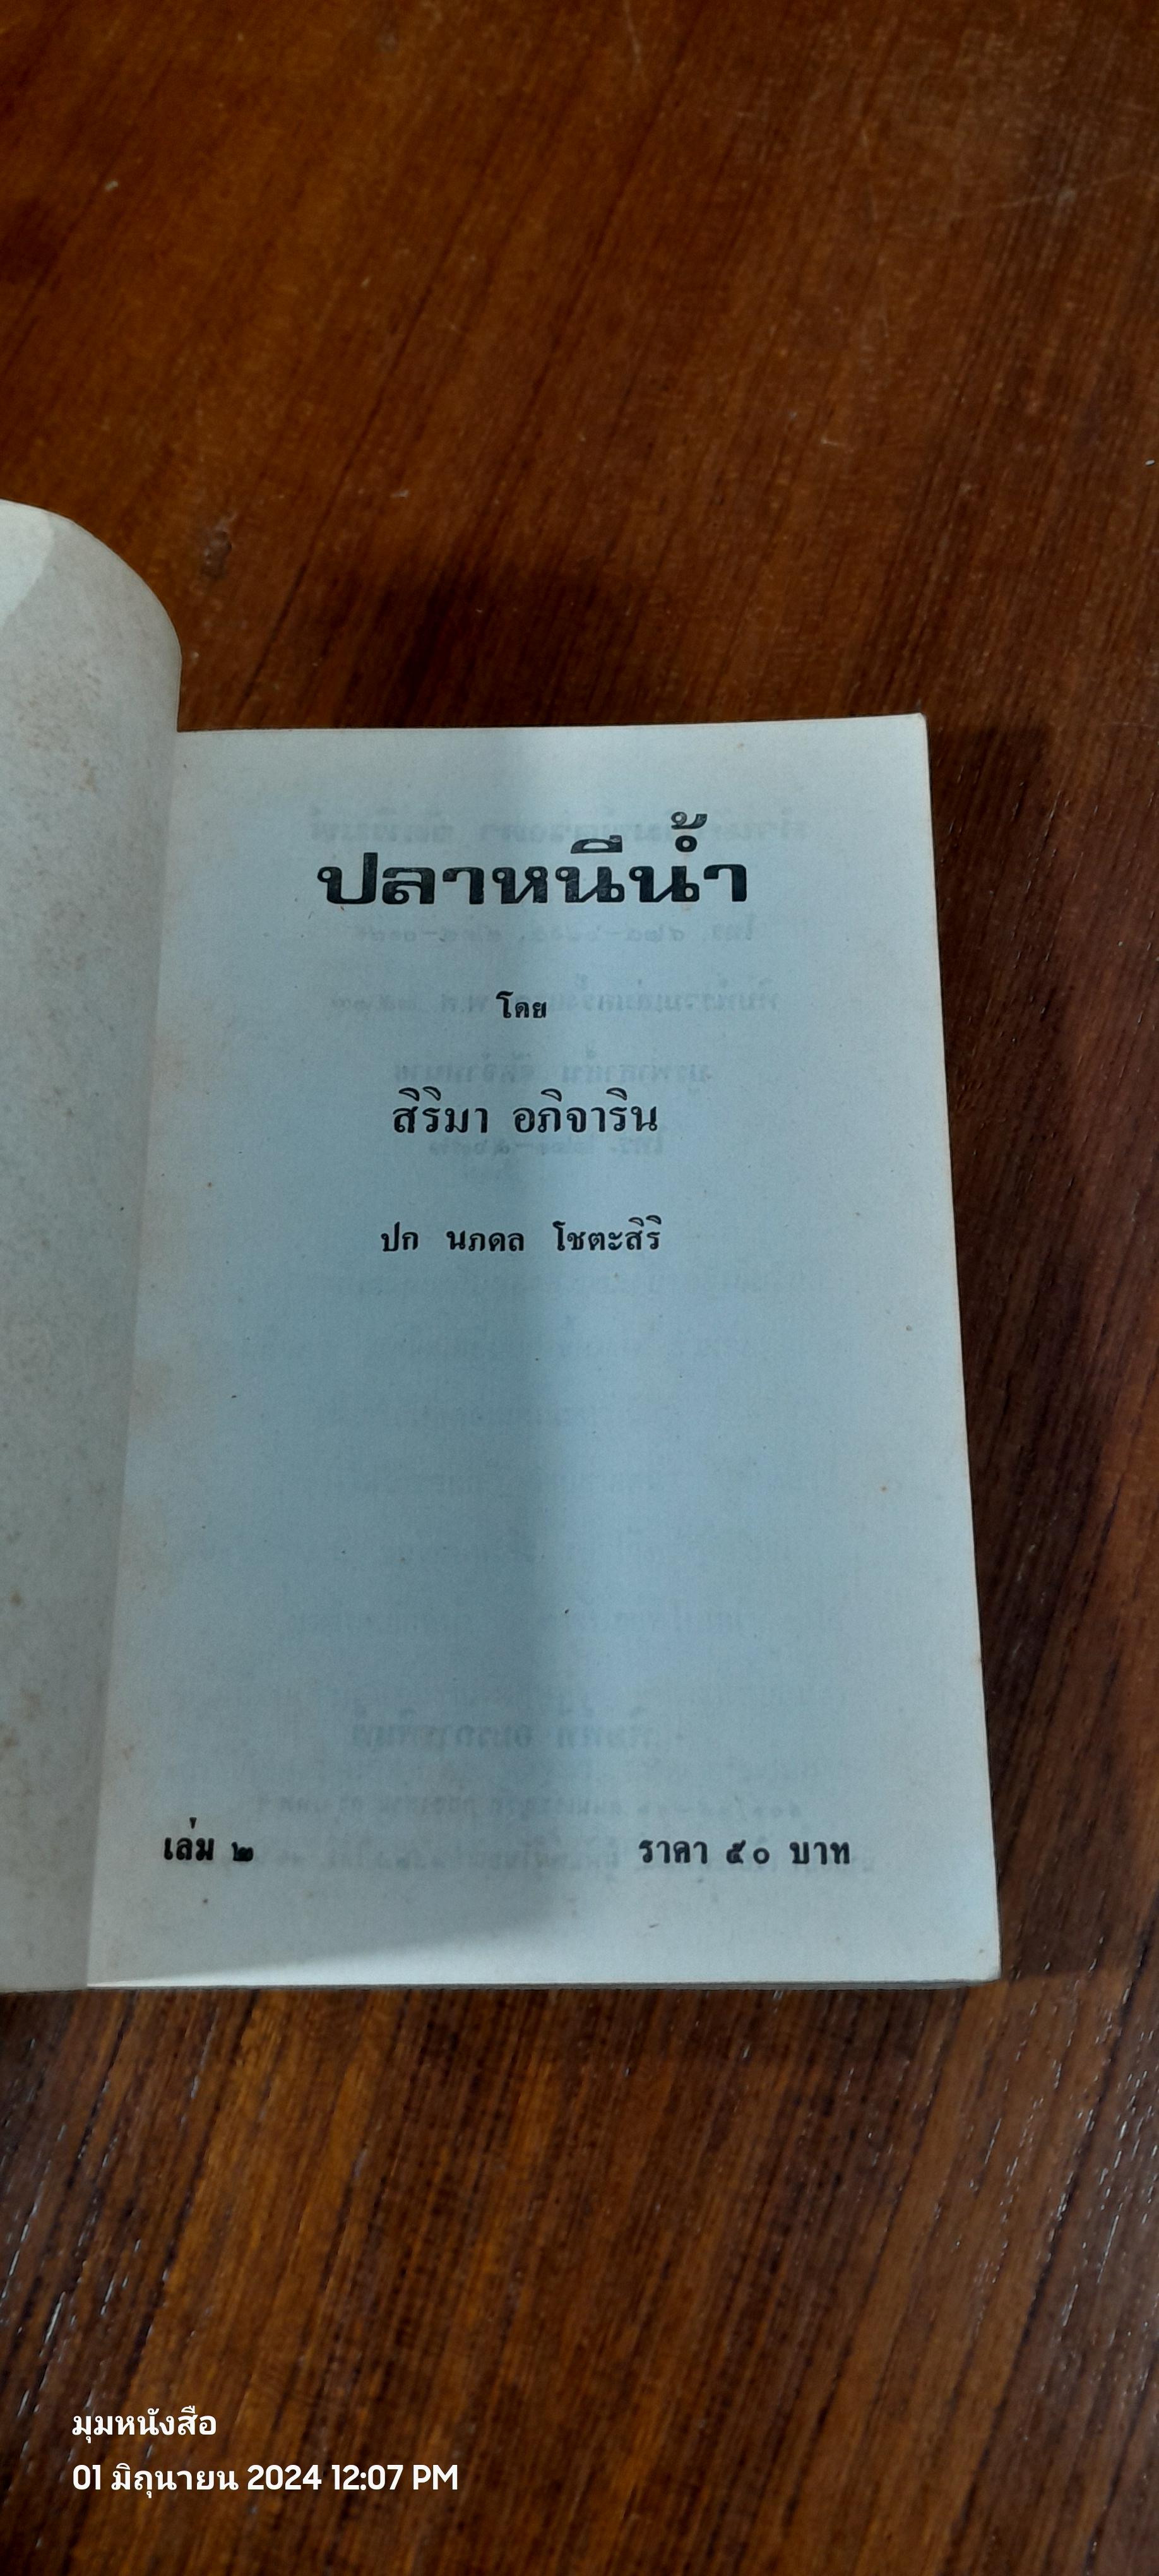 ปลาหนีน้ำ
โดย
สิริมา อภิจาริน
ปก นภดล โชตะสิริ
เล่ม ๒
ราคา ๕๐ บาท
มุมหนังสือ
01 มิถุนายน 2024 12:07 PM